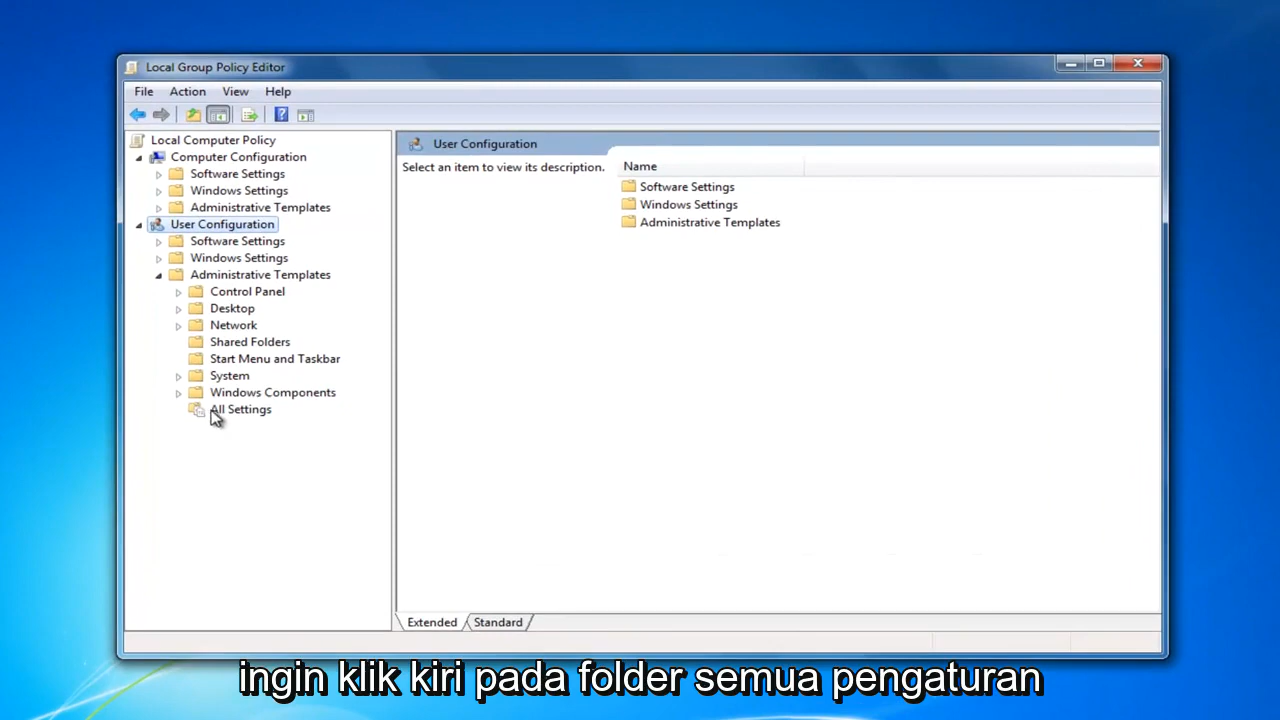 Local Group Policy Editor
File Action View Help
Local Computer Policy
Computer Configuration
Software Settings
Windows Settings
Administrative Templates
User Configuration
Software Settings
Windows Settings
Administrative Templates
Control Panel
Desktop
Network
Shared Folders
Start Menu and Taskbar
System
Windows Components
All Settings
User Configuration
Select an item to view its description.
Name
Software Settings
Windows Settings
Administrative Templates
Extended Standard
ingin klik kiri pada folder semua pengaturan